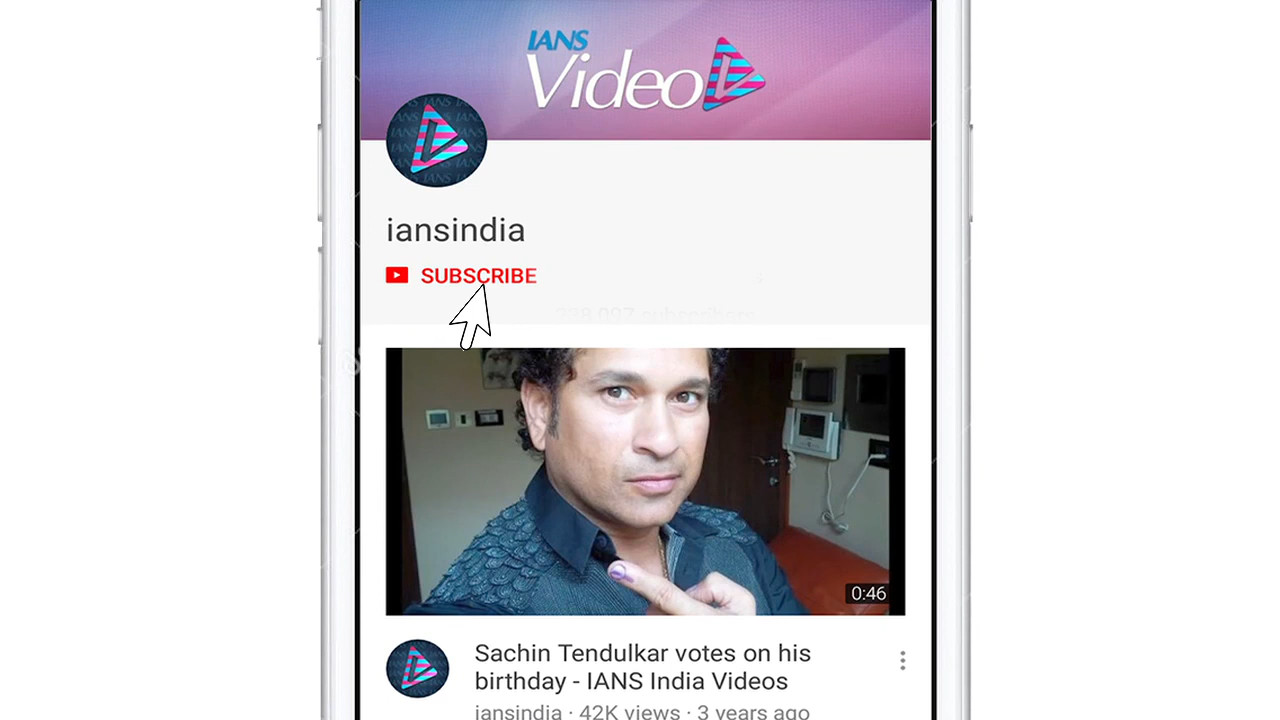 IANS
Video
iansindia
SUBSCRIBE
0:46
Sachin Tendulkar votes on his
birthday - IANS India Videos
iansindia · 42K views · 3 years ago